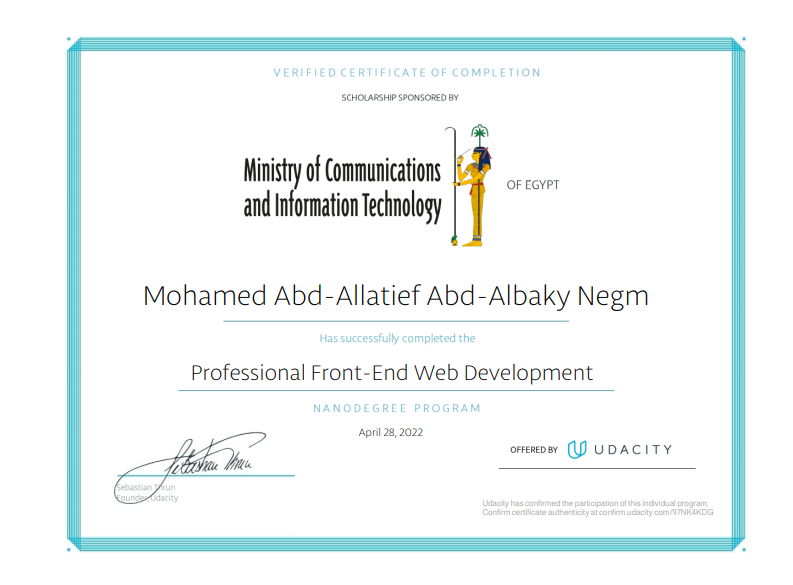 VERIFIED CERTIFICATE OF COMPLETION
SCHOLARSHIP SPONSORED BY
Ministry of Communications
and Information Technology
OF EGYPT
Mohamed Abd-Allatief Abd-Albaky Negm
Has successfully completed the
Professional Front-End Web Development
NANODEGREE PROGRAM
April 28, 2022
Sebastian Thrun
OFFERED BY UDACITY
Sebastian Thrun
Founder, Udacity
Udacity has confirmed the participation of this individual program.
Confirm certificate authenticity at confirm.udacity.com/97NK4KDG